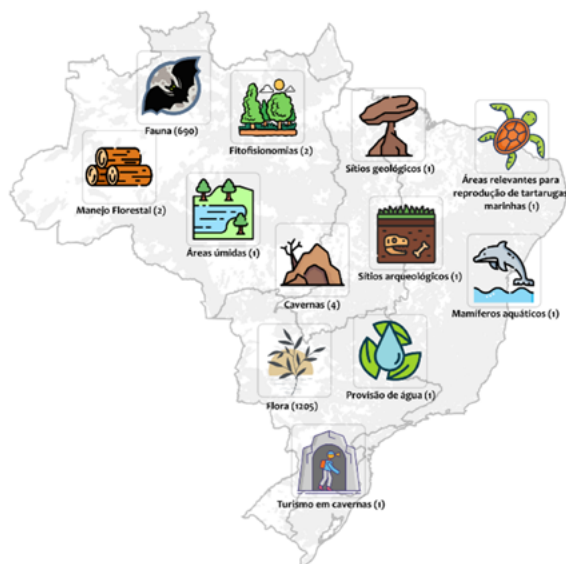 Fauna (690)
Fitofisionomias (2)
Sítios geológicos (1)
Áreas relevantes para
reprodução de tartarugas
marinhas (1)
Manejo Florestal (2)
Áreas úmidas (1)
Cavernas (4)
Sítios arqueológicos (1)
Mamíferos aquáticos (1)
Flora (1205)
Provisão de água (1)
Turismo em cavernas (1)